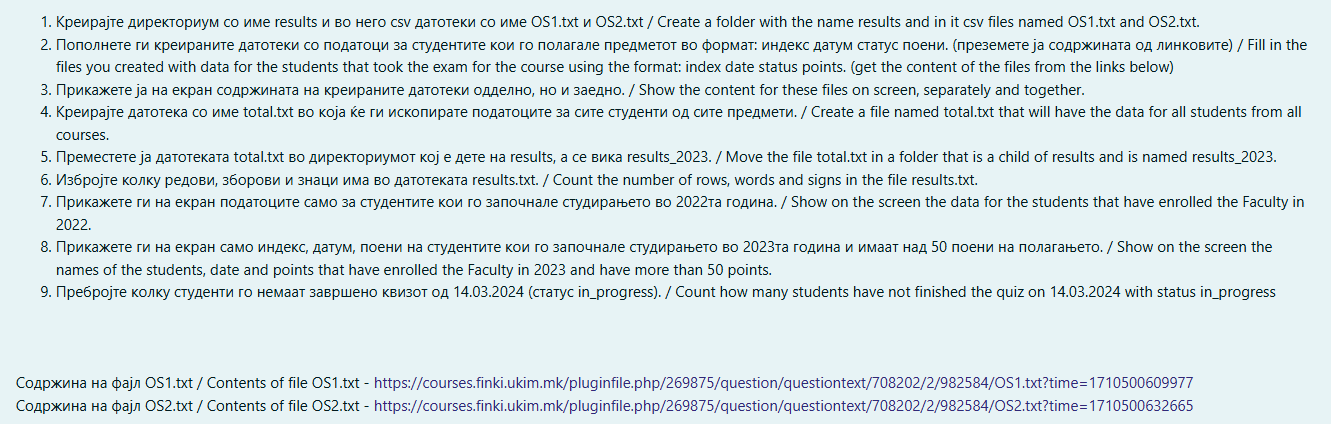 1. Креирајте директориум со име results и во него csv датотеки со име OS1.txt и OS2.txt / Create a folder with the name results and in it csv files named OS1.txt and OS2.txt.
2. Пополнете ги креираните датотеки со податоци за студентите кои го полагале предметот во формат: индекс датум статус поени. (преземете ја содржината од линковите) / Fill in the
files you created with data for the students that took the exam for the course using the format: index date status points. (get the content of the files from the links below)
3. Прикажете ја на екран содржината на креираните датотеки одделно, но и заедно. / Show the content for these files on screen, separately and together.
4. Креирајте датотека со име total.txt во која ќе ги ископирате податоците за сите студенти од сите предмети. / Create a file named total.txt that will have the data for all students from all
courses.
5. Преместете ја датотеката total.txt во директориумот кој е дете на results, а се вика results_2023. / Move the file total.txt in a folder that is a child of results and is named results_2023.
6. Избројте колку редови, зборови и знаци има во датотеката results.txt. / Count the number of rows, words and signs in the file results.txt.
7. Прикажете ги на екран податоците само за студентите кои го започнале студирањето во 2022та година. / Show on the screen the data for the students that have enrolled the Faculty in
2022.
8. Прикажете ги на екран само индекс, датум, поени на студентите кои го започнале студирањето во 2023та година и имаат над 50 поени на полагањето. / Show on the screen the
names of the students, date and points that have enrolled the Faculty in 2023 and have more than 50 points.
9. Пребројте колку студенти го немаат завршено квизот од 14.03.2024 (статус in_progress). / Count how many students have not finished the quiz on 14.03.2024 with status in_progress
Содржина на фајл OS1.txt / Contents of file OS1.txt - https://courses.finki.ukim.mk/pluginfile.php/269875/question/questiontext/708202/2/982584/OS1.txt?time=1710500609977
Содржина на фајл OS2.txt / Contents of file OS2.txt - https://courses.finki.ukim.mk/pluginfile.php/269875/question/questiontext/708202/2/982584/OS2.txt?time=1710500632665